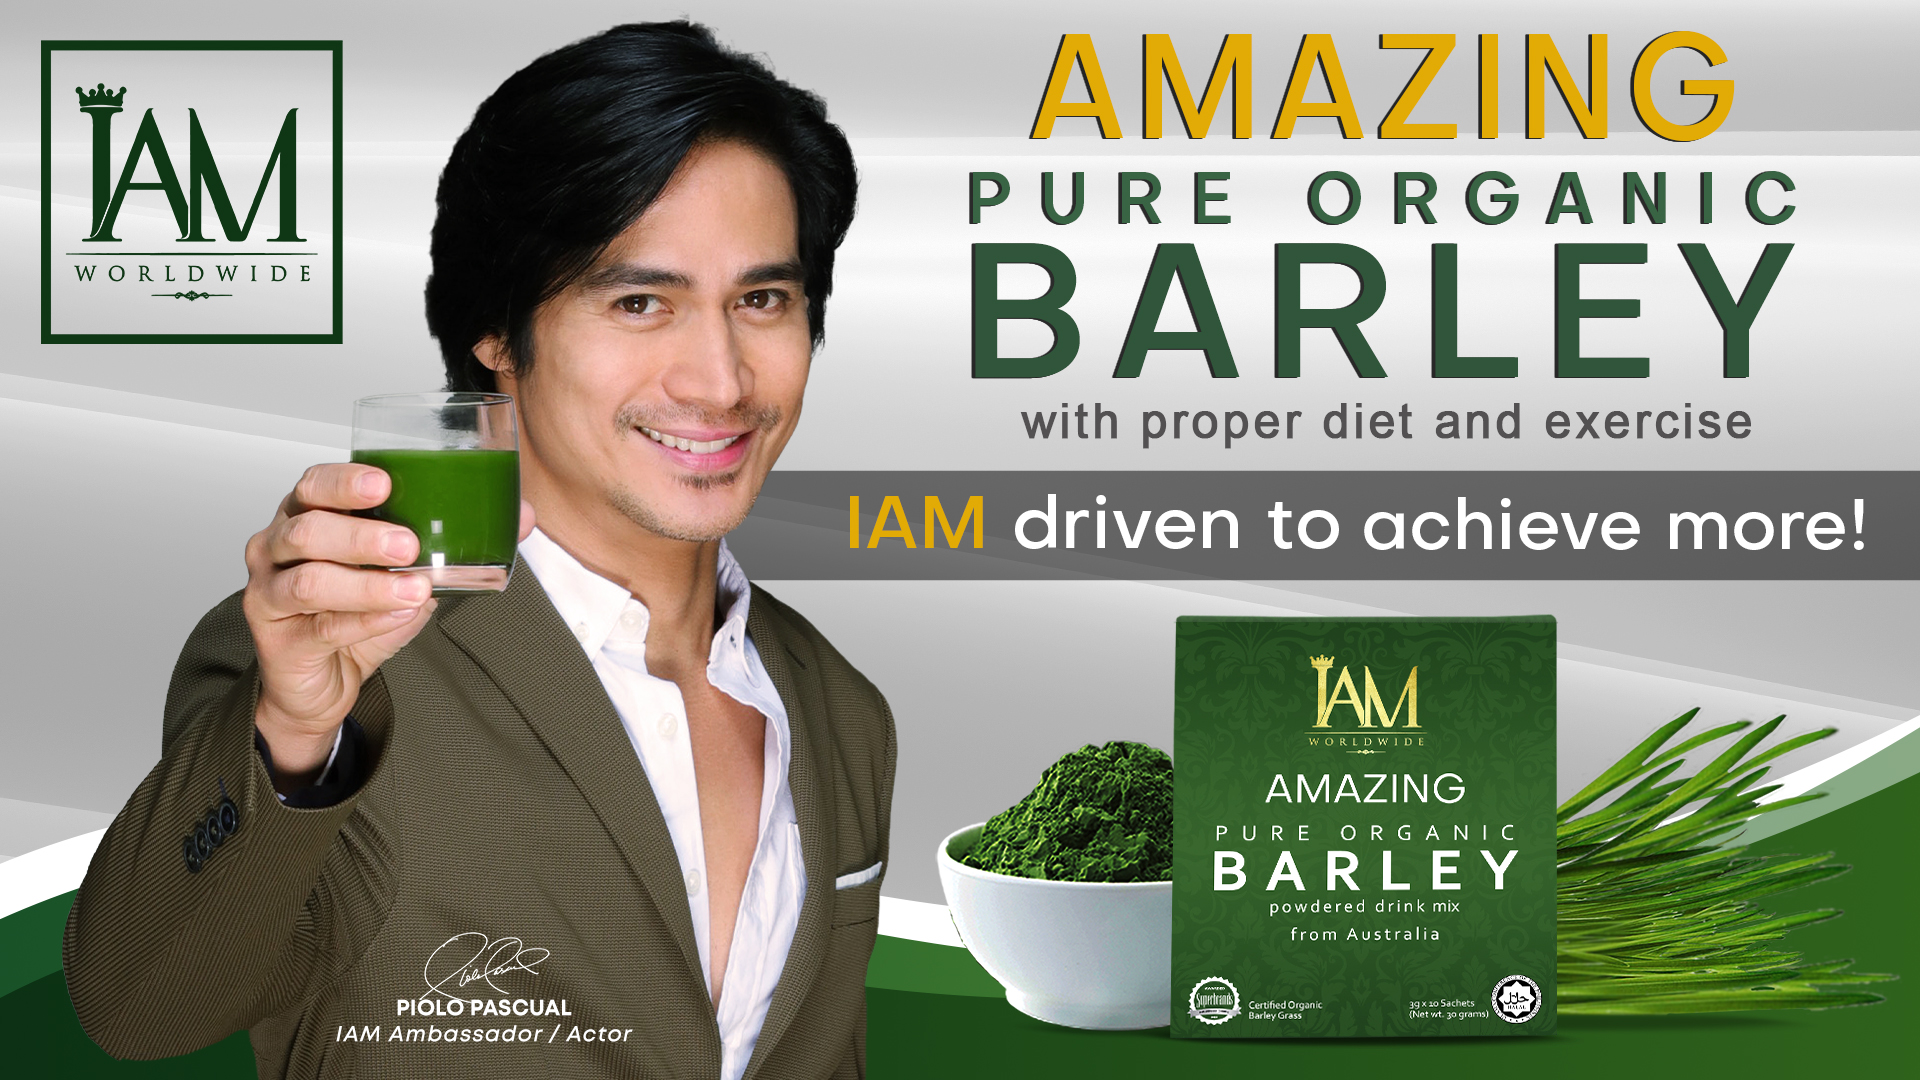 IAM
WORLDWIDE
AMAZING
PURE ORGANIC
BARLEY
with proper diet and exercise
IAM driven to achieve more!
IAM
WORLDWIDE
AMAZING
PURE ORGANIC
BARLEY
powdered drink mix
from Australia
Superbrands
Certified Organic
Barley Grass
3g x 10 Sachets
(Net wt. 30 grams)
حلال
HALAL
PIOLO PASCUAL
IAM Ambassador / Actor